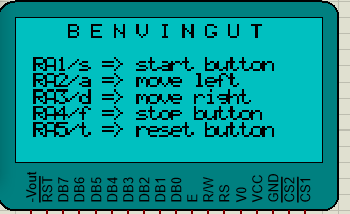 BENVINGUT
RA1/s => start button
RA2/a => move left
RA3/d => move right
RA4/f => stop button
RA5/t => reset button
-Vout
RST
DB7
DB6
DB5
DB4
DB3
DB2
DB1
DB0
E
R/W
RS
V0
VCC
GND
CS2
CS1